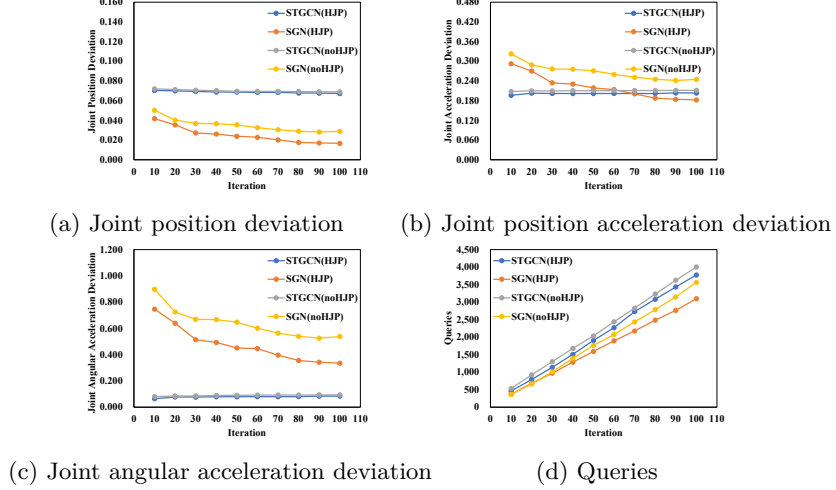 0.160
0.140
0.120
0.100
0.080
0.060
0.040
0.020
0.000
Joint Position Deviation
STGCN(HJP)
SGN(HJP)
STGCN(noHJP)
SGN(noHJP)
0 10 20 30 40 50 60 70 80 90 100 110
Iteration
(a) Joint position deviation
0.480
0.420
0.360
0.300
0.240
0.180
0.120
0.060
0.000
Joint Acceleration Deviation
STGCN(HJP)
SGN(HJP)
STGCN(noHJP)
SGN(noHJP)
0 10 20 30 40 50 60 70 80 90 100 110
Iteration
(b) Joint position acceleration deviation
1.200
1.000
0.800
0.600
0.400
0.200
0.000
Joint Angular Acceleration Deviation
STGCN(HJP)
SGN(HJP)
STGCN(noHJP)
SGN(noHJP)
0 10 20 30 40 50 60 70 80 90 100 110
Iteration
(c) Joint angular acceleration deviation
4,500
4,000
3,500
3,000
2,500
2,000
1,500
1,000
500
0
Queries
STGCN(HJP)
SGN(HJP)
STGCN(noHJP)
SGN(noHJP)
0 10 20 30 40 50 60 70 80 90 100 110
Iteration
(d) Queries